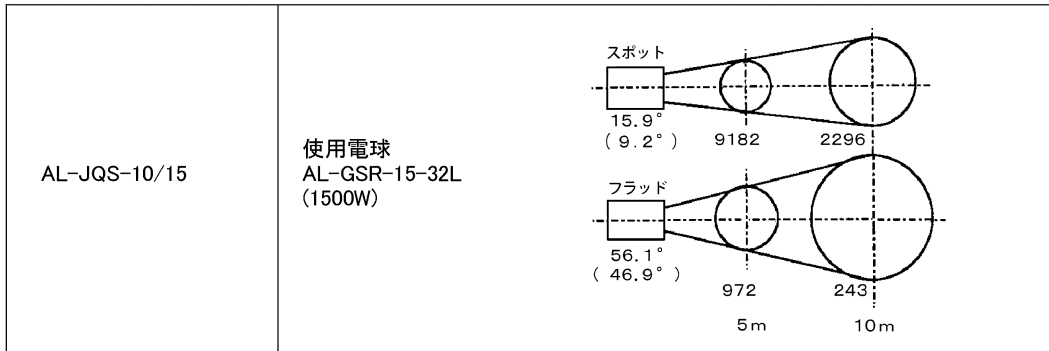 AL-JQS-10/15
使用電球
AL-GSR-15-32L
(1500W)
スポット
15.9°
(9.2°)
9182
2296
フラッド
56.1°
(46.9°)
972
243
5m
10m